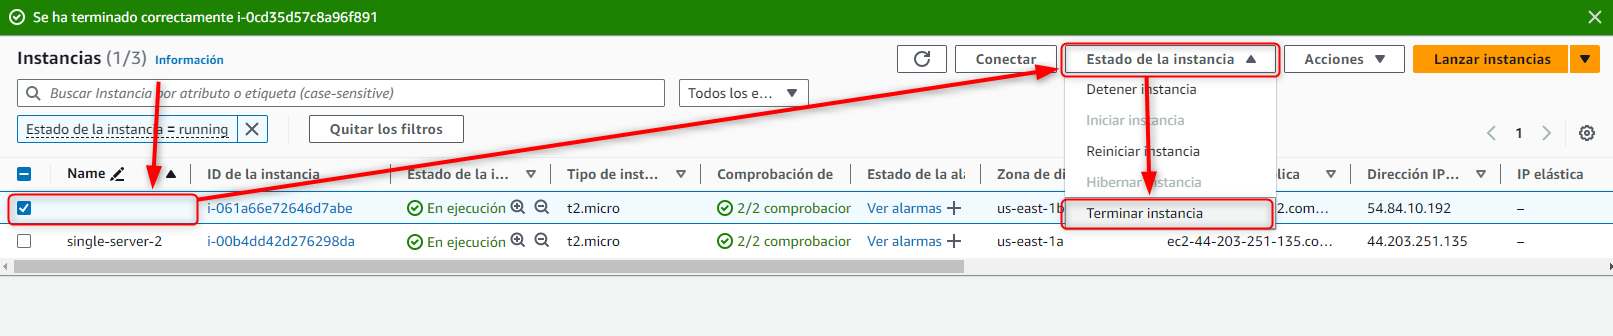 Se ha terminado correctamente i-0cd35d57c8a96f891
Instancias (1/3) Información
Conectar
Estado de la instancia
Acciones
Lanzar instancias
Buscar Instancia por atributo o etiqueta (case-sensitive)
Todos los e...
Detener instancia
Iniciar instancia
Reiniciar instancia
Hibernar instancia
Terminar instancia
Estado de la instancia = running
Quitar los filtros
1
Name ID de la instancia Estado de la i... Tipo de inst... Comprobación de Estado de la ala Zona de di lica Dirección IP... IP elástica
i-061a66e72646d7abe En ejecución t2.micro 2/2 comprobacior Ver alarmas us-east-1b 2.com... 54.84.10.192 –
single-server-2 i-00b4dd42d276298da En ejecución t2.micro 2/2 comprobacior Ver alarmas us-east-1a ec2-44-203-251-135.co... 44.203.251.135 –